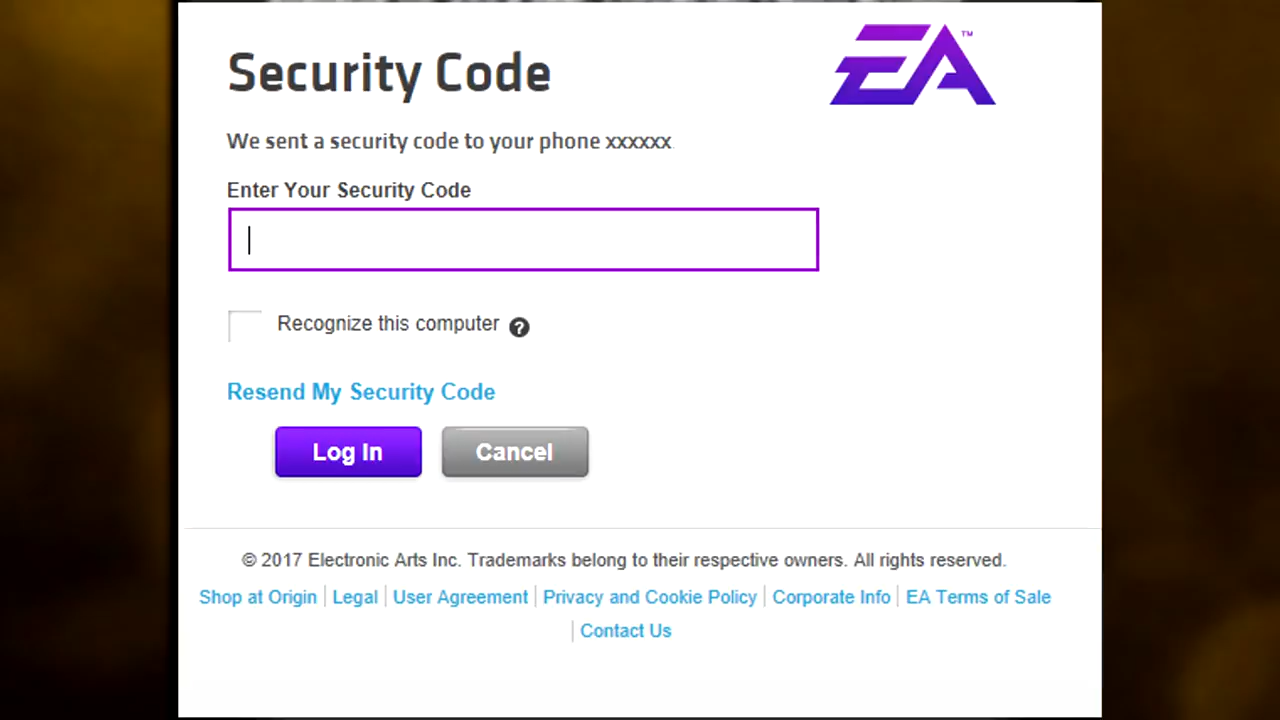 Security Code
EA™
We sent a security code to your phone xxxxxx.
Enter Your Security Code
Recognize this computer ?
Resend My Security Code
Log In Cancel
© 2017 Electronic Arts Inc. Trademarks belong to their respective owners. All rights reserved.
Shop at Origin | Legal | User Agreement | Privacy and Cookie Policy | Corporate Info | EA Terms of Sale
| Contact Us